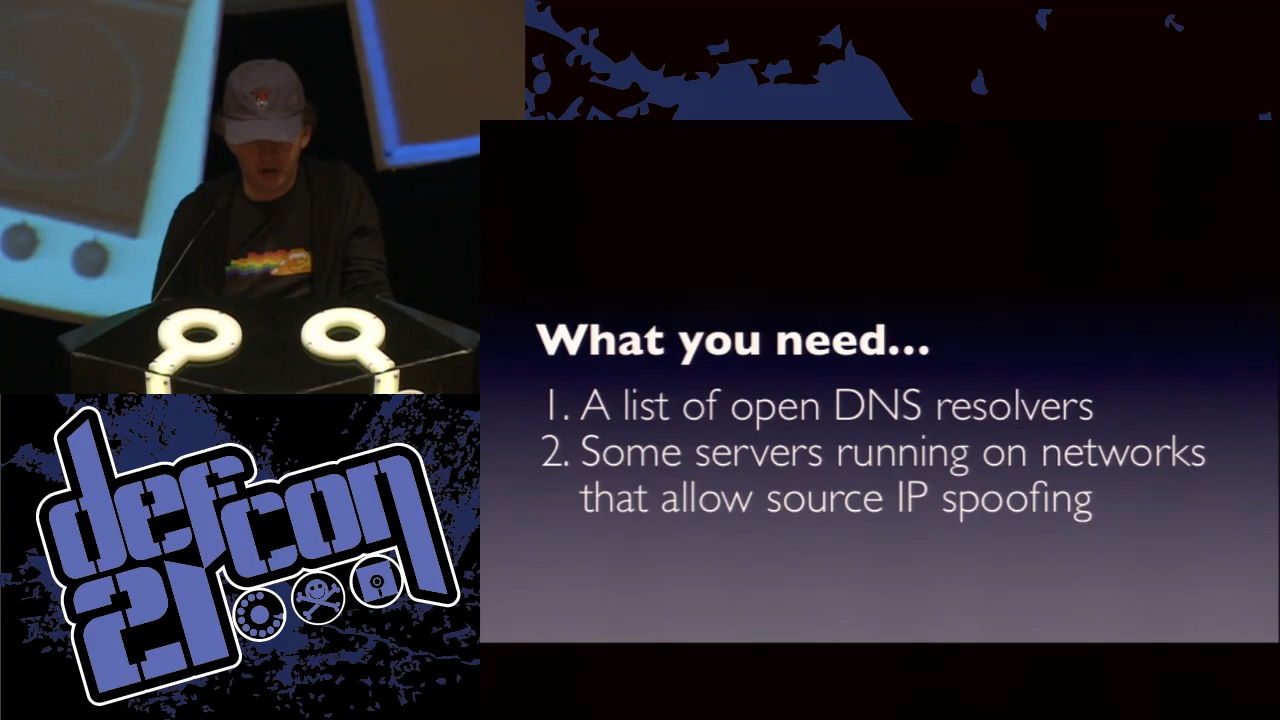 What you need...
1. A list of open DNS resolvers
2. Some servers running on networks
that allow source IP spoofing
defcon
21